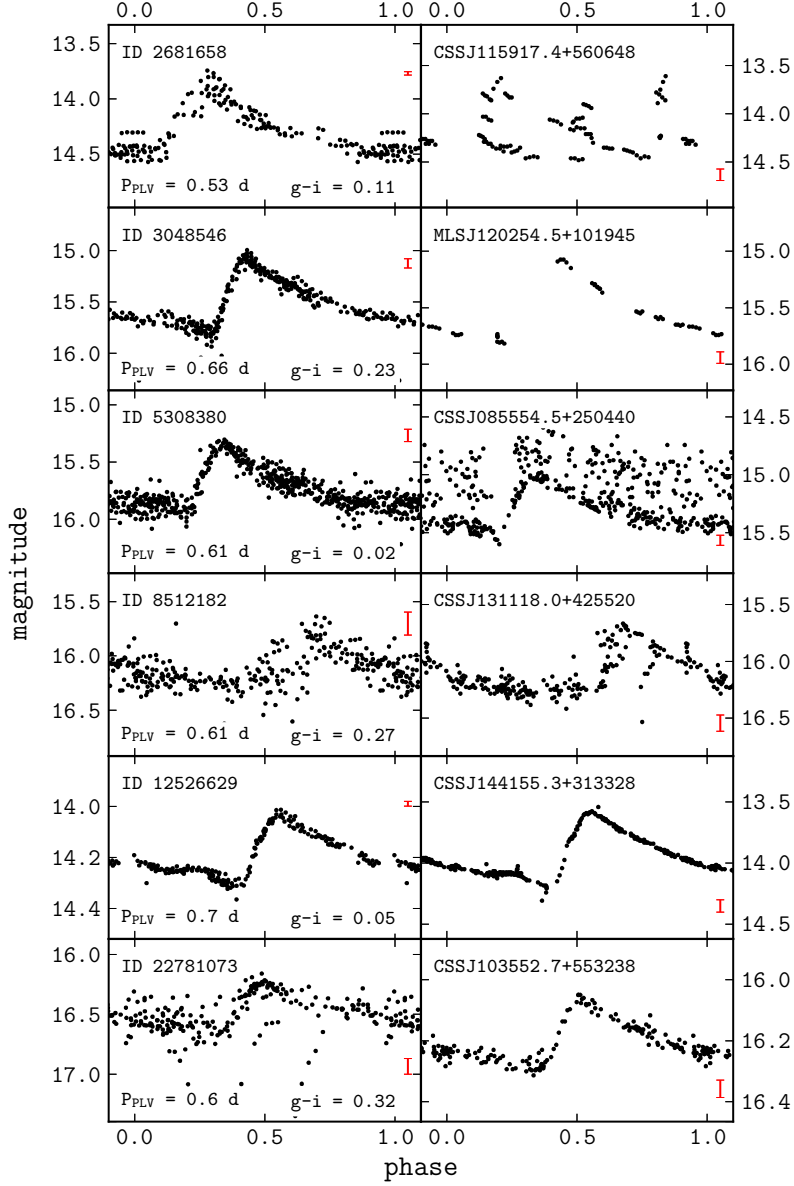 0.0 0.5 1.0 0.0 0.5 1.0
ID 2681658
CSSJ115917.4+560648
13.5
14.0
14.5
13.5
14.0
14.5
P_PLV = 0.53 d g-i = 0.11
ID 3048546
MLSJ120254.5+101945
15.0
15.5
16.0
15.0
15.5
16.0
P_PLV = 0.66 d g-i = 0.23
ID 5308380
CSSJ085554.5+250440
15.0
15.5
16.0
14.5
15.0
15.5
P_PLV = 0.61 d g-i = 0.02
magnitude
ID 8512182
CSSJ131118.0+425520
15.5
16.0
16.5
15.5
16.0
16.5
P_PLV = 0.61 d g-i = 0.27
ID 12526629
CSSJ144155.3+313328
14.0
14.2
14.4
13.5
14.0
14.5
P_PLV = 0.7 d g-i = 0.05
ID 22781073
CSSJ103552.7+553238
16.0
16.5
17.0
16.0
16.2
16.4
P_PLV = 0.6 d g-i = 0.32
0.0 0.5 1.0 0.0 0.5 1.0
phase